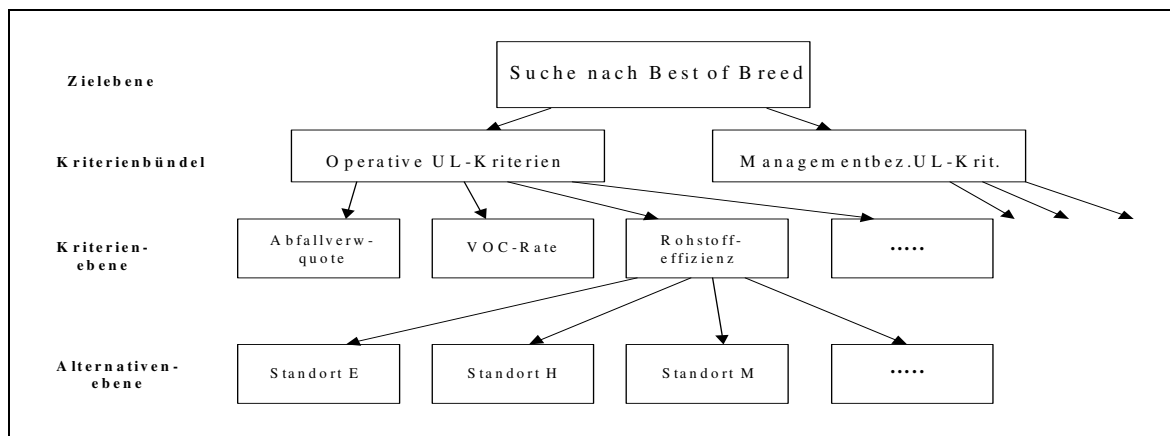 Zielebene
Suche nach Best of Breed
Kriterienbündel
Operative UL-Kriterien
Managementbez.UL-Krit.
Kriterien-
ebene
Abfallverw-
quote
VOC-Rate
Rohstoff-
effizienz
.....
Alternativen-
ebene
Standort E
Standort H
Standort M
.....